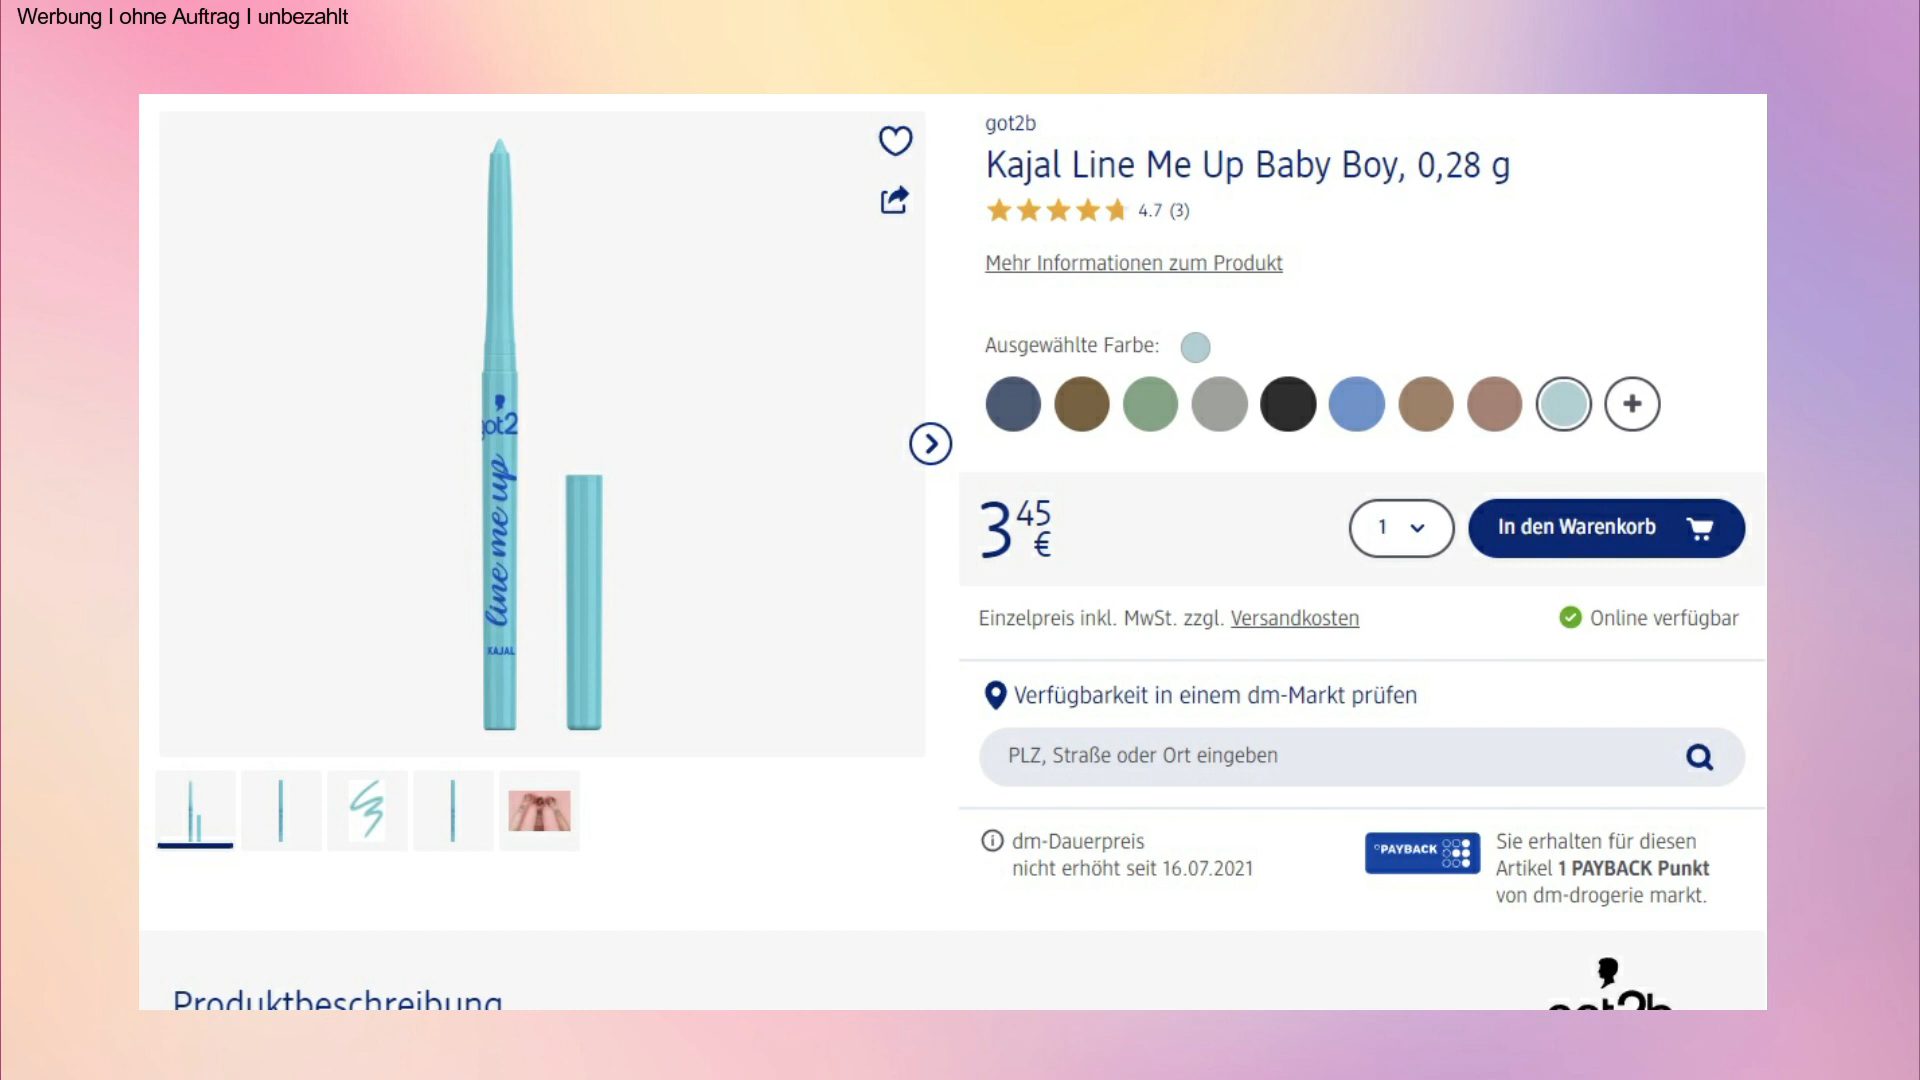 Werbung I ohne Auftrag I unbezahlt
got2b
Kajal Line Me Up Baby Boy, 0,28 g
4.7 (3)
Mehr Informationen zum Produkt
Ausgewählte Farbe:
got2
line me up
KAJAL
3 45 €
1
In den Warenkorb
Einzelpreis inkl. MwSt. zzgl. Versandkosten
Online verfügbar
Verfügbarkeit in einem dm-Markt prüfen
PLZ, Straße oder Ort eingeben
dm-Dauerpreis
nicht erhöht seit 16.07.2021
°PAYBACK
Sie erhalten für diesen
Artikel 1 PAYBACK Punkt
von dm-drogerie markt.
Produktbeschreibung
got2b